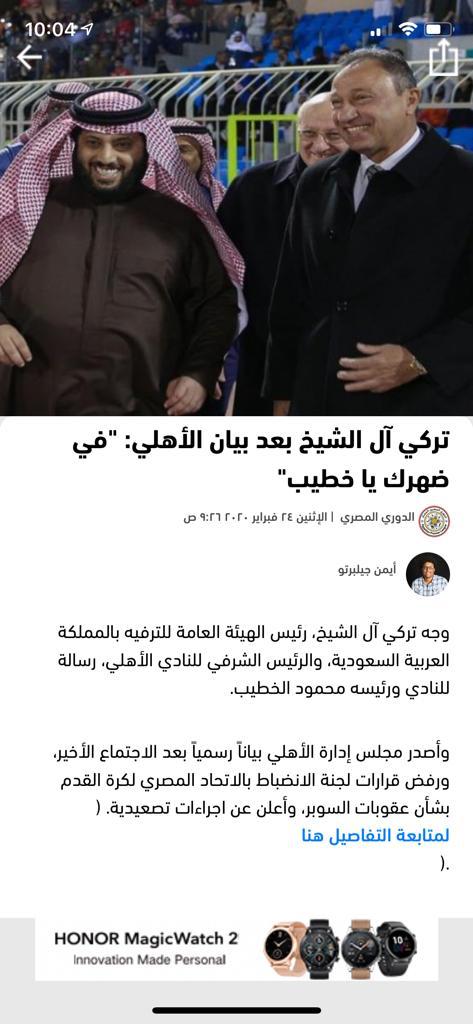 10:04
تركي آل الشيخ بعد بيان الأهلي: "في
ضهرك يا خطيب"
الدوري المصري | الإثنين ٢٤ فبراير ٢٠٢٠ ٩:٢٦ ص
أيمن جيلبرتو
وجه تركي آل الشيخ، رئيس الهيئة العامة للترفيه بالمملكة
العربية السعودية، والرئيس الشرفي للنادي الأهلي، رسالة
للنادي ورئيسه محمود الخطيب.
وأصدر مجلس إدارة الأهلي بياناً رسمياً بعد الاجتماع الأخير،
ورفض قرارات لجنة الانضباط بالاتحاد المصري لكرة القدم
بشأن عقوبات السوبر، وأعلن عن اجراءات تصعيدية. (
لمتابعة التفاصيل هنا
).
HONOR MagicWatch 2
Innovation Made Personal